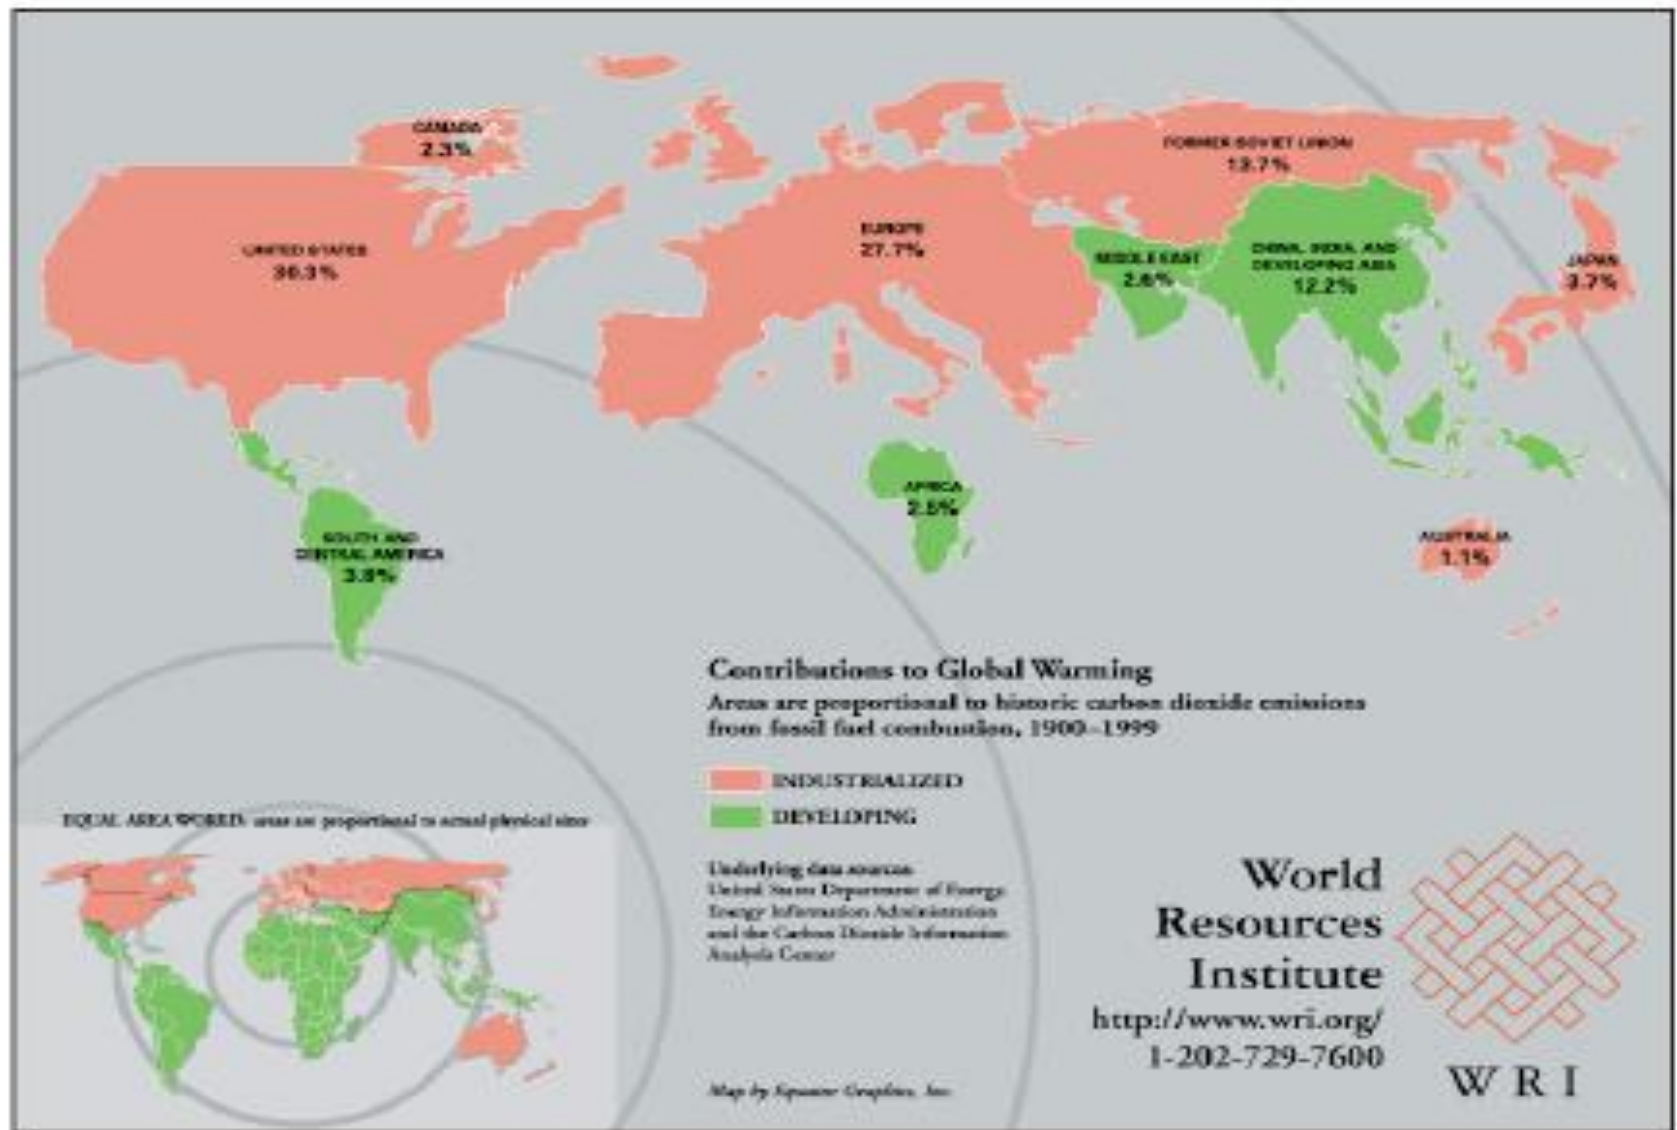 CANADA
2.3%
UNITED STATES
30.3%
EUROPE
27.7%
FORMER SOVIET UNION
13.7%
MIDDLE EAST
2.6%
CHINA, INDIA, AND
DEVELOPING ASIA
12.2%
JAPAN
3.7%
AFRICA
2.5%
SOUTH AND
CENTRAL AMERICA
3.8%
AUSTRALIA
1.1%
Contributions to Global Warming
Areas are proportional to historic carbon dioxide emissions
from fossil fuel combustion, 1900–1999
INDUSTRIALIZED
DEVELOPING
EQUAL AREA WORLD: areas are proportional to actual physical sizes
Underlying data sources:
United States Department of Energy,
Energy Information Administration
and the Carbon Dioxide Information
Analysis Center
Map by Equator Graphics, Inc.
World
Resources
Institute
http://www.wri.org/
1-202-729-7600
WRI